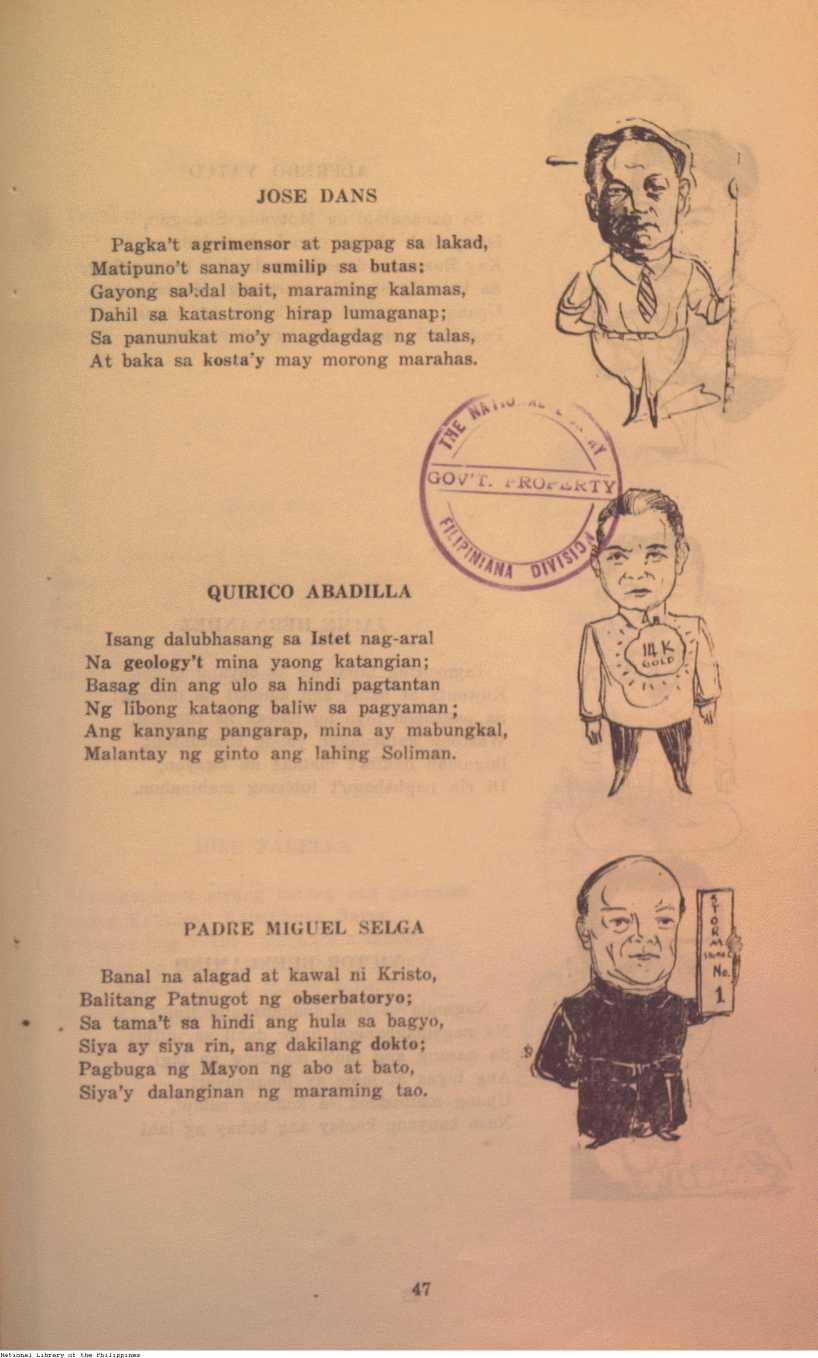 JOSE DANS
Pagka't agrimensor at pagpag sa lakad,
Matipuno't sanay sumilip sa butas;
Gayong sakdal bait, maraming kalamas,
Dahil sa katastrong hirap lumaganap;
Sa panunukat mo'y magdagdag ng talas,
At baka sa kosta'y may morong marahas.
THE NATIONAL LIBRARY
GOV'T. PROPERTY
FILIPINIANA DIVISION
QUIRICO ABADILLA
Isang dalubhasang sa Istet nag-aral
Na geology't mina yaong katangian;
Basag din ang ulo sa hindi pagtantan
Ng libong kataong baliw sa pagyaman;
Ang kanyang pangarap, mina ay mabungkal,
Malantay ng ginto ang lahing Soliman.
14 K
GOLD
PADRE MIGUEL SELGA
Banal na alagad at kawal ni Kristo,
Balitang Patnugot ng obserbatoryo;
Sa tama't sa hindi ang hula sa bagyo,
Siya ay siya rin, ang dakilang dokto;
Pagbuga ng Mayon ng abo at bato,
Siya'y dalanginan ng maraming tao.
STORM
SIGNAL
No.
1
47
National Library of the Philippines